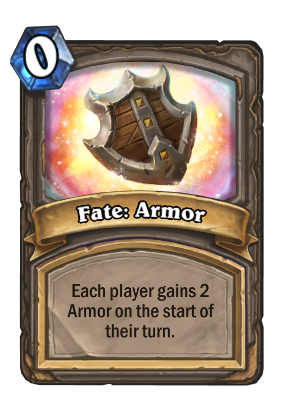 0
Fate: Armor
Each player gains 2
Armor on the start of
their turn.